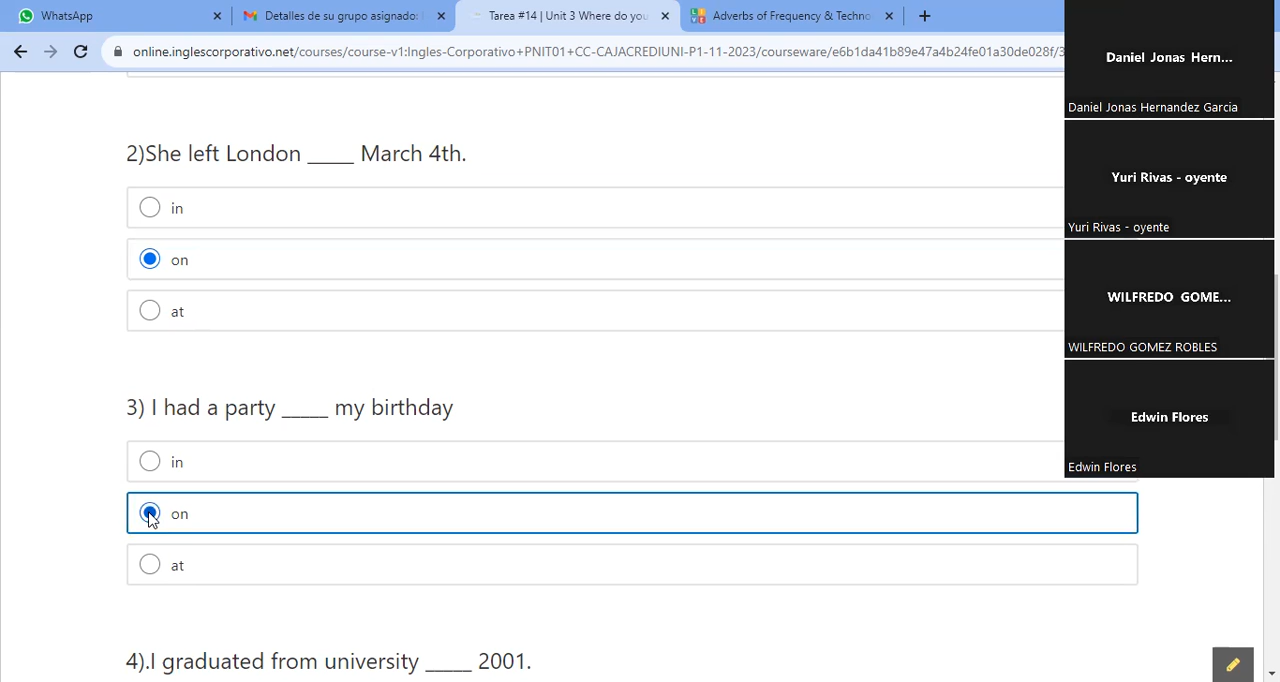 WhatsApp
Detalles de su grupo asignado:
Tarea #14 | Unit 3 Where do you
Adverbs of Frequency & Techno
online.inglescorporativo.net/courses/course-v1:Ingles-Corporativo+PNIT01+CC-CAJACREDIUNI-P1-11-2023/courseware/e6b1da41b89e47a4b24fe01a30de028f/3
Daniel Jonas Hern...
Daniel Jonas Hernandez Garcia
2)She left London _____ March 4th.
in
on
at
Yuri Rivas - oyente
Yuri Rivas - oyente
WILFREDO GOME...
WILFREDO GOMEZ ROBLES
3) I had a party _____ my birthday
in
on
at
Edwin Flores
Edwin Flores
4).I graduated from university _____ 2001.